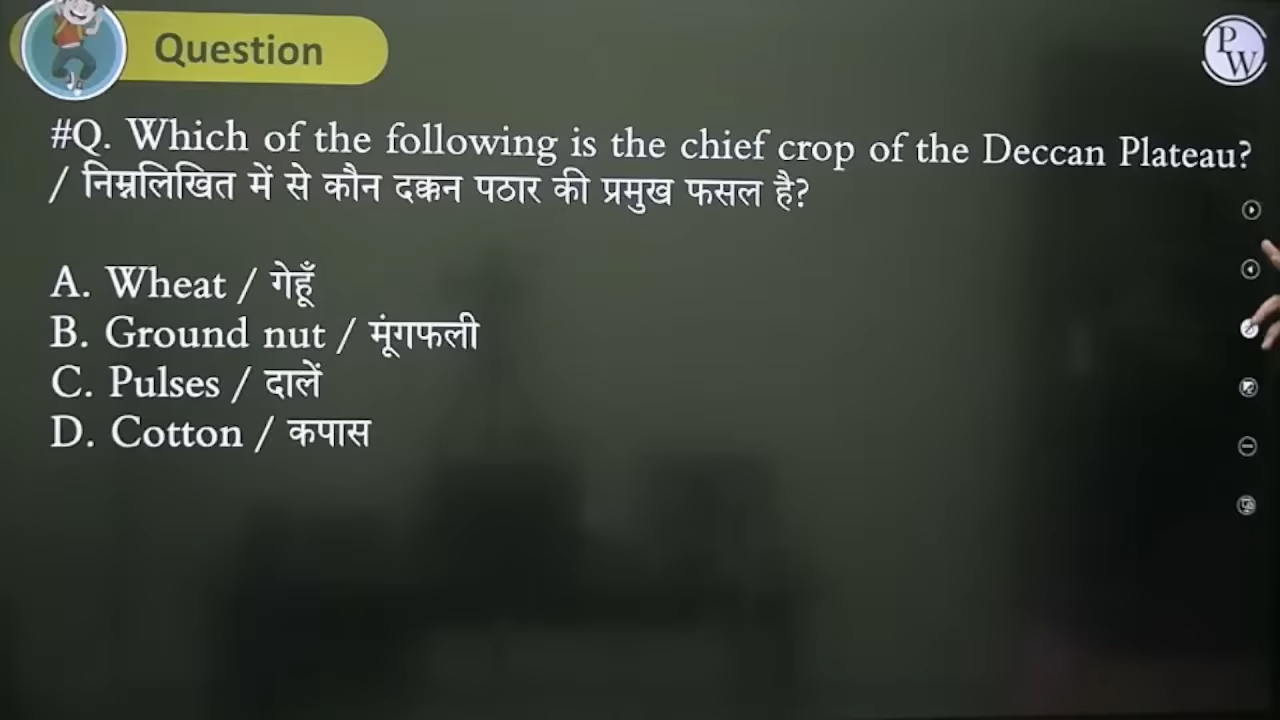 Question
PW
#Q. Which of the following is the chief crop of the Deccan Plateau?
/ निम्नलिखित में से कौन दक्कन पठार की प्रमुख फसल है?
A. Wheat / गेहूँ
B. Ground nut / मूंगफली
C. Pulses / दालें
D. Cotton / कपास